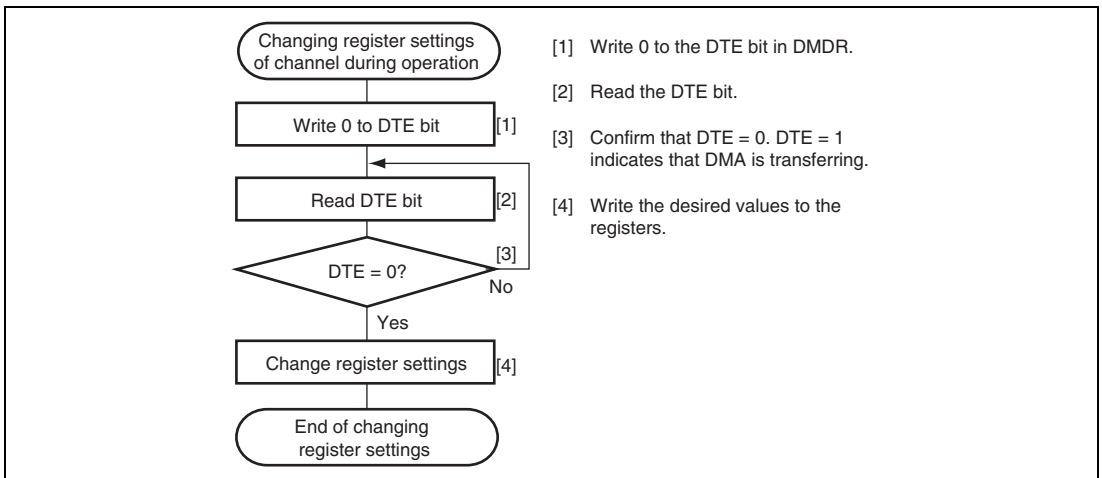 Changing register settings
of channel during operation
Write 0 to DTE bit
[1]
Read DTE bit
[2]
DTE = 0?
[3]
No
Yes
Change register settings
[4]
End of changing
register settings
[1] Write 0 to the DTE bit in DMDR.
[2] Read the DTE bit.
[3] Confirm that DTE = 0. DTE = 1
indicates that DMA is transferring.
[4] Write the desired values to the
registers.